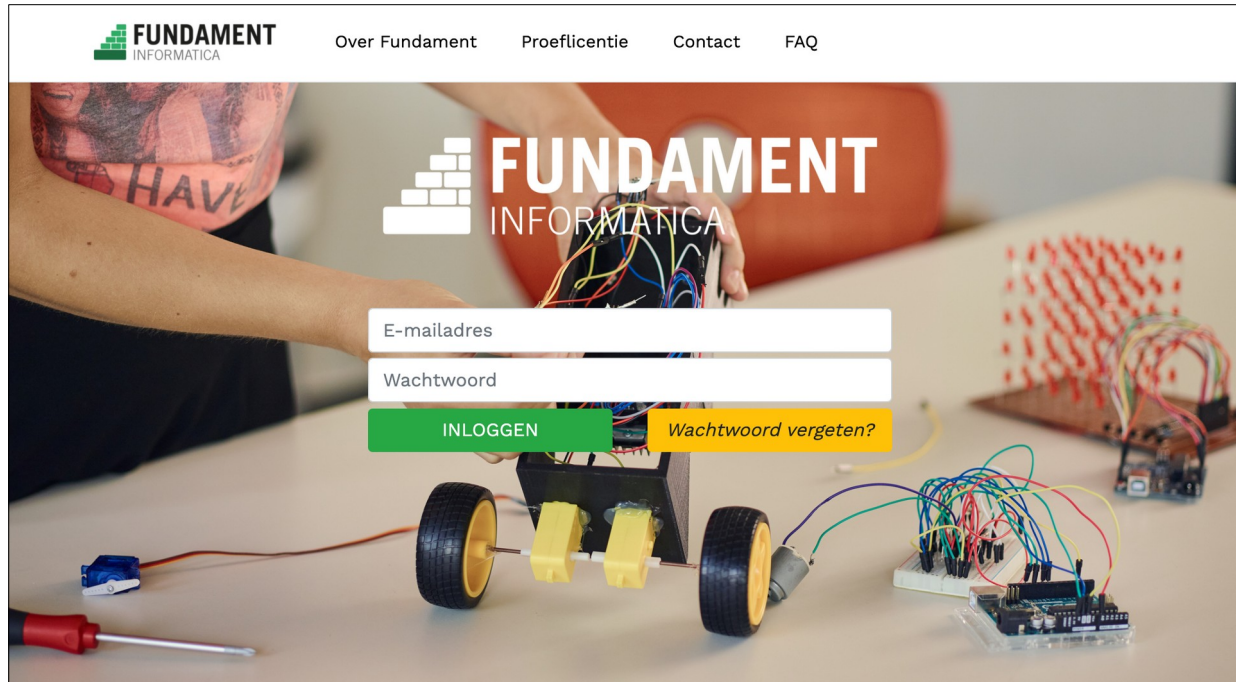 FUNDAMENT
INFORMATICA
Over Fundament Proeflicentie Contact FAQ
HAVE
FUNDAMENT
INFORMATICA
E-mailadres
Wachtwoord
INLOGGEN Wachtwoord vergeten?